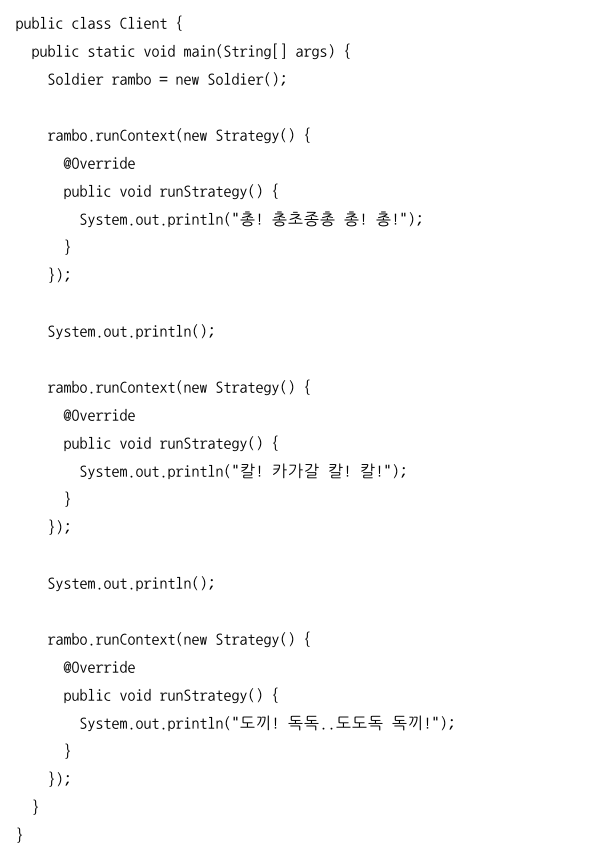 public class Client {
  public static void main(String[] args) {
    Soldier rambo = new Soldier();

    rambo.runContext(new Strategy() {
      @Override
      public void runStrategy() {
        System.out.println("총! 총초종총 총! 총!");
      }
    });

    System.out.println();

    rambo.runContext(new Strategy() {
      @Override
      public void runStrategy() {
        System.out.println("칼! 카가갈 칼! 칼!");
      }
    });

    System.out.println();

    rambo.runContext(new Strategy() {
      @Override
      public void runStrategy() {
        System.out.println("도끼! 독독..도도독 독끼!");
      }
    });
  }
}